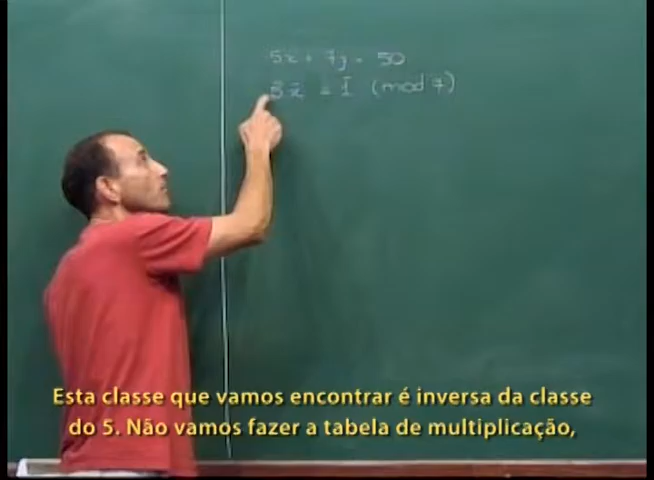 5x + 7y = 50
5̄x̄ = 1̄ (mod 7)
Esta classe que vamos encontrar é inversa da classe
do 5. Não vamos fazer a tabela de multiplicação,